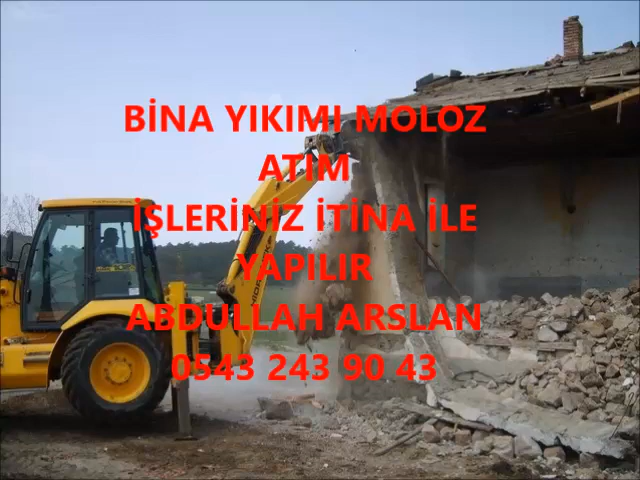 BİNA YIKIMI MOLOZ
ATIM
İŞLERİNİZ İTİNA İLE
YAPILIR
ABDULLAH ARSLAN
0543 243 90 43